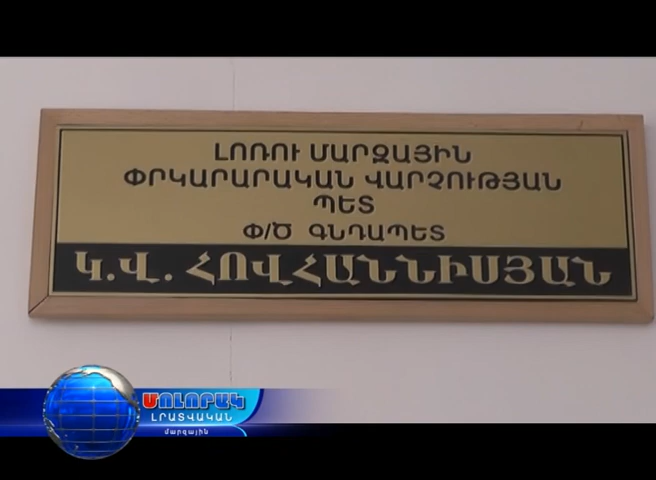 ԼՈՌՈՒ ՄԱՐԶԱՅԻՆ
ՓՐԿԱՐԱՐԱԿԱՆ ՎԱՐՉՈՒԹՅԱՆ
ՊԵՏ
Փ/Ծ ԳՆԴԱՊԵՏ
Կ.Վ. ՀՈՎՀԱՆՆԻՍՅԱՆ
ՄՈԼՈՐԱԿ
ԼՐԱՏՎԱԿԱՆ
մարզային